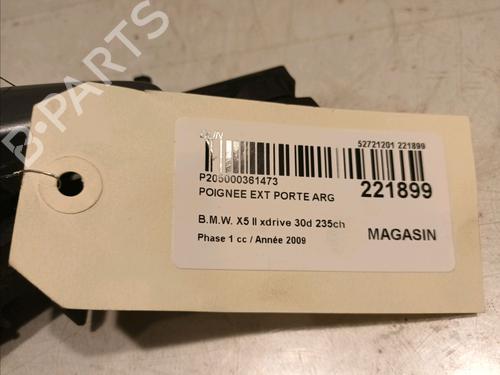 B-PARTS
52721201 221899
P205000361473
POIGNEE EXT PORTE ARG
221899
B.M.W. X5 II xdrive 30d 235ch
MAGASIN
Phase 1 cc / Année 2009